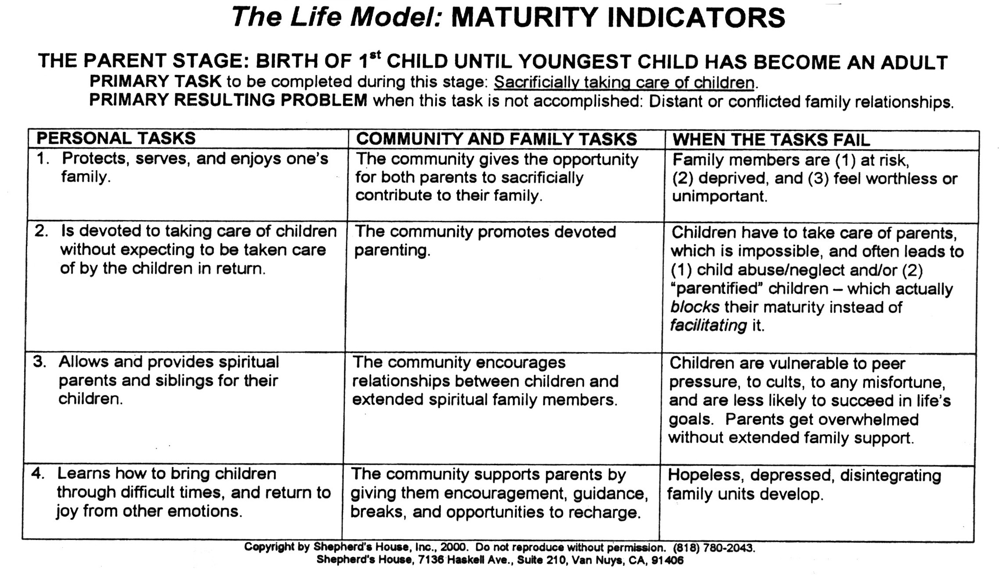 The Life Model: MATURITY INDICATORS
THE PARENT STAGE: BIRTH OF 1st CHILD UNTIL YOUNGEST CHILD HAS BECOME AN ADULT
PRIMARY TASK to be completed during this stage: Sacrificially taking care of children.
PRIMARY RESULTING PROBLEM when this task is not accomplished: Distant or conflicted family relationships.
PERSONAL TASKS
COMMUNITY AND FAMILY TASKS
WHEN THE TASKS FAIL
1. Protects, serves, and enjoys one's
family.
The community gives the opportunity
for both parents to sacrificially
contribute to their family.
Family members are (1) at risk,
(2) deprived, and (3) feel worthless or
unimportant.
2. Is devoted to taking care of children
without expecting to be taken care
of by the children in return.
The community promotes devoted
parenting.
Children have to take care of parents,
which is impossible, and often leads to
(1) child abuse/neglect and/or (2)
“parentified” children – which actually
blocks their maturity instead of
facilitating it.
3. Allows and provides spiritual
parents and siblings for their
children.
The community encourages
relationships between children and
extended spiritual family members.
Children are vulnerable to peer
pressure, to cults, to any misfortune,
and are less likely to succeed in life's
goals. Parents get overwhelmed
without extended family support.
4. Learns how to bring children
through difficult times, and return to
joy from other emotions.
The community supports parents by
giving them encouragement, guidance,
breaks, and opportunities to recharge.
Hopeless, depressed, disintegrating
family units develop.
Copyright by Shepherd's House, Inc., 2000. Do not reproduce without permission. (818) 780-2043.
Shepherd's House, 7136 Haskell Ave., Suite 210, Van Nuys, CA, 91406